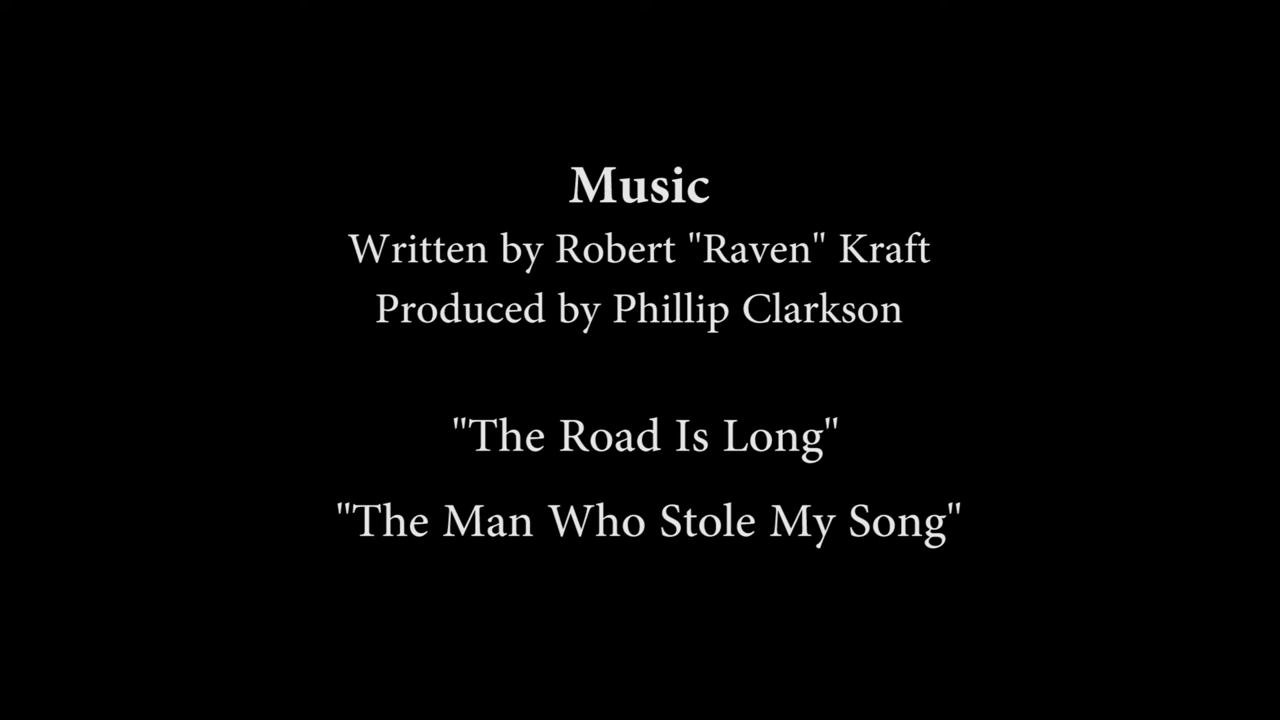 Music
Written by Robert "Raven" Kraft
Produced by Phillip Clarkson
"The Road Is Long"
"The Man Who Stole My Song"